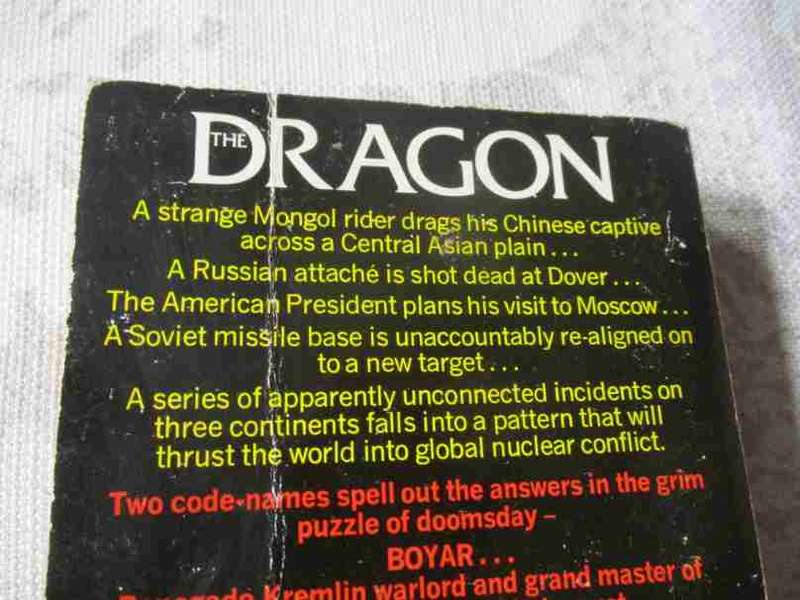 THE DRAGON
A strange Mongol rider drags his Chinese captive
across a Central Asian plain...
A Russian attaché is shot dead at Dover...
The American President plans his visit to Moscow...
A Soviet missile base is unaccountably re-aligned on
to a new target...
A series of apparently unconnected incidents on
three continents falls into a pattern that will
thrust the world into global nuclear conflict.
Two code-names spell out the answers in the grim
puzzle of doomsday –
BOYAR...
Renegade Kremlin warlord and grand master of